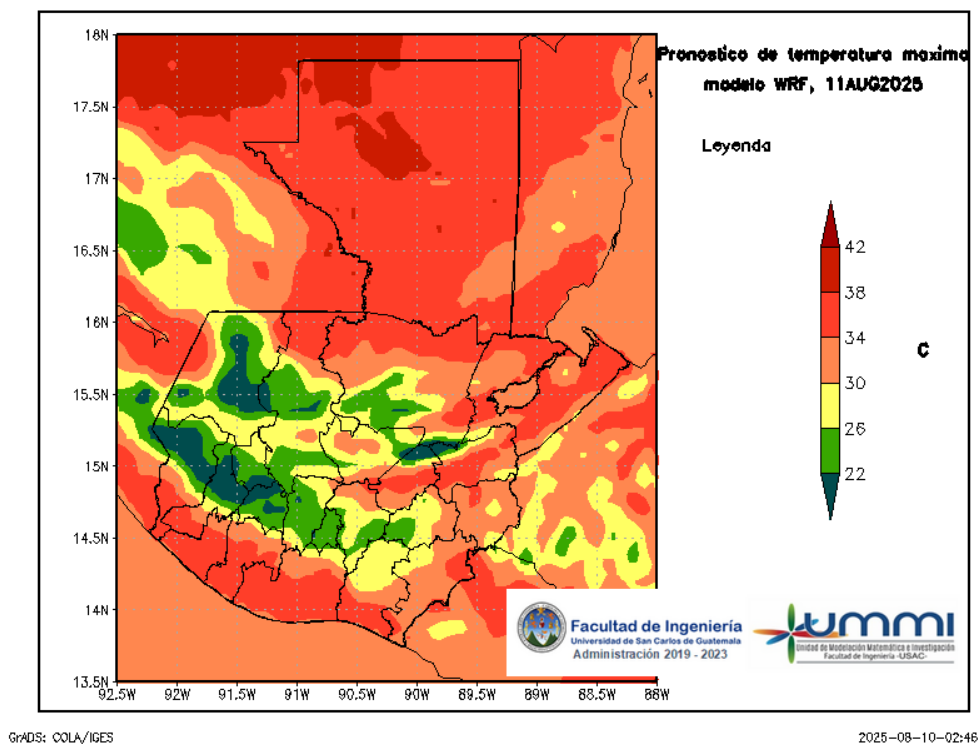 Pronostico de temperatura maxima
modelo WRF, 11AUG2025
Leyenda
42
38
34
30
26
22
C
18N
17.5N
17N
16.5N
16N
15.5N
15N
14.5N
14N
13.5N
92.5W 92W 91.5W 91W 90.5W 90W 89.5W 89W 88.5W 88W
Facultad de Ingeniería
Universidad de San Carlos de Guatemala
Administración 2019 - 2023
ummi
Unidad de Modelación Matemática e Investigación
Facultad de Ingeniería -USAC-
GrADS: COLA/IGES
2025-08-10-02:46